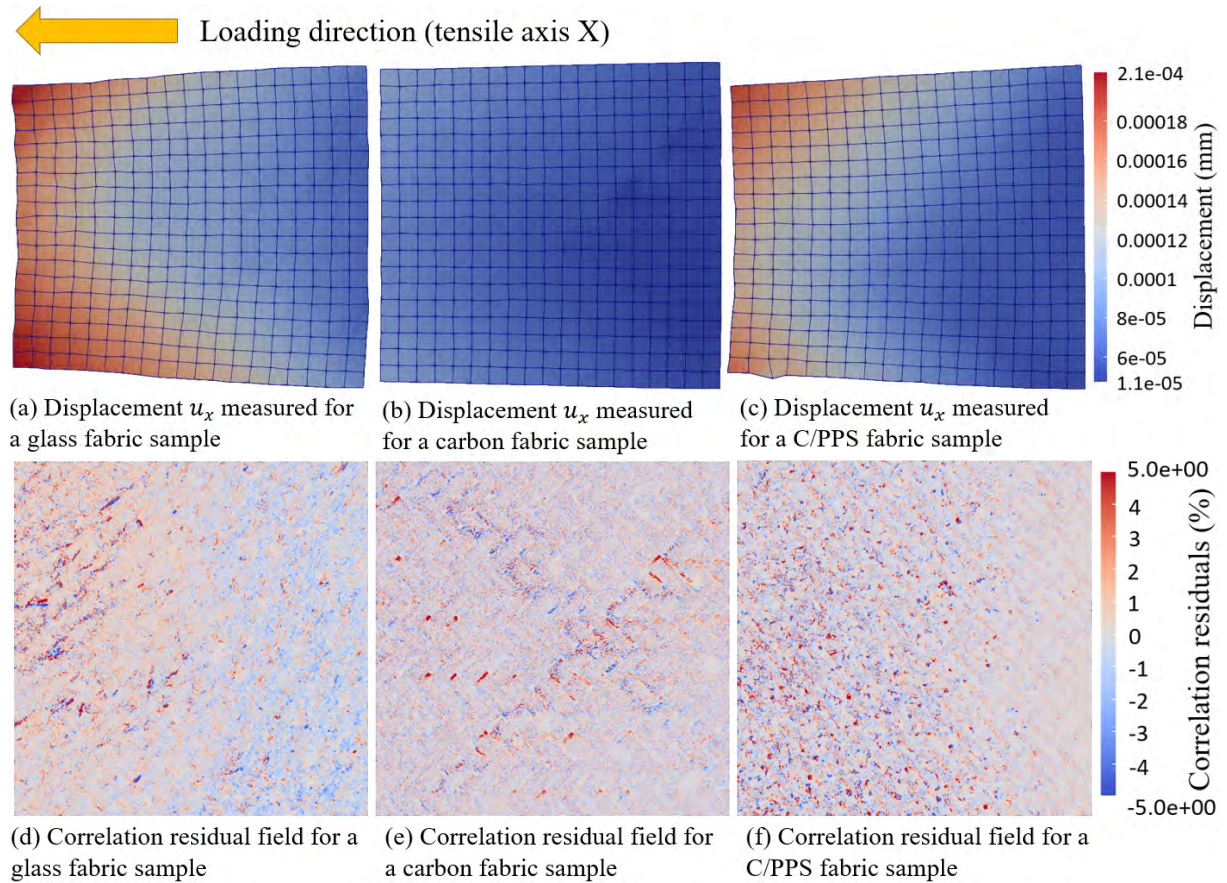 Loading direction (tensile axis X)
2.1e-04
0.00018
0.00016
0.00014
0.00012
0.0001
8e-05
6e-05
1.1e-05
Displacement (mm)
(a) Displacement u_x measured for
a glass fabric sample
(b) Displacement u_x measured
for a carbon fabric sample
(c) Displacement u_x measured
for a C/PPS fabric sample
5.0e+00
4
3
2
1
0
-1
-2
-3
-4
-5.0e+00
Correlation residuals (%)
(d) Correlation residual field for a
glass fabric sample
(e) Correlation residual field for
a carbon fabric sample
(f) Correlation residual field for a
C/PPS fabric sample